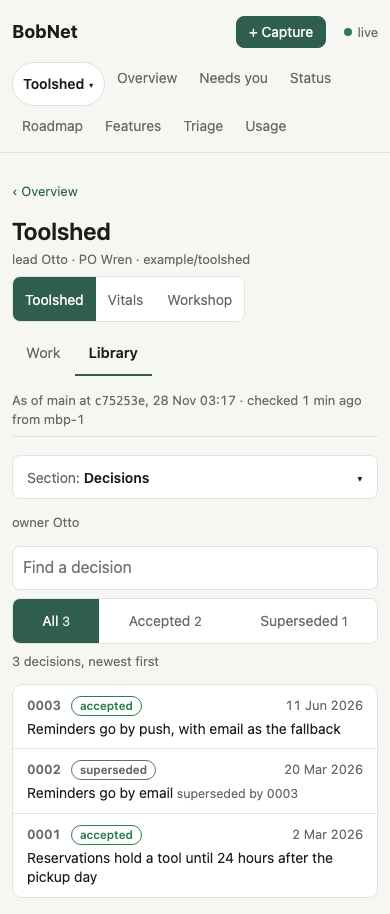 BobNet
+ Capture
live
Toolshed ▾
Overview
Needs you
Status
Roadmap
Features
Triage
Usage
‹ Overview
Toolshed
lead Otto · PO Wren · example/toolshed
Toolshed
Vitals
Workshop
Work
Library
As of main at c75253e, 28 Nov 03:17 · checked 1 min ago
from mbp-1
Section: Decisions ▾
owner Otto
Find a decision
All 3
Accepted 2
Superseded 1
3 decisions, newest first
0003 accepted 11 Jun 2026
Reminders go by push, with email as the fallback
0002 superseded 20 Mar 2026
Reminders go by email superseded by 0003
0001 accepted 2 Mar 2026
Reservations hold a tool until 24 hours after the
pickup day